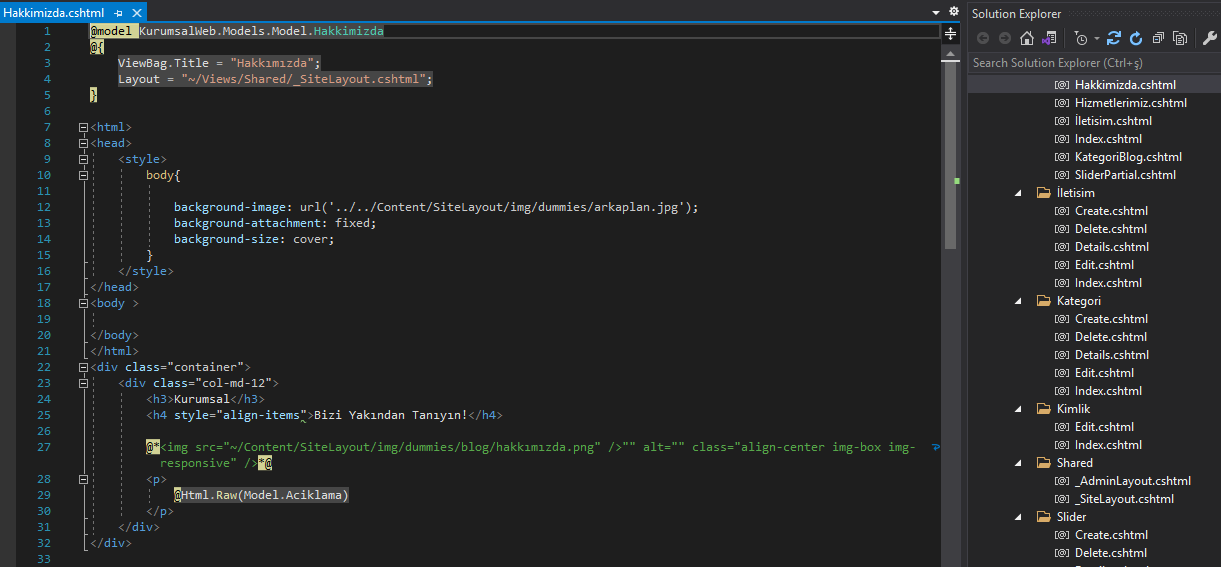 Hakkimizda.cshtml
1 @model KurumsalWeb.Models.Model.Hakkimizda
2 @{
3 ViewBag.Title = "Hakkımızda";
4 Layout = "~/Views/Shared/_SiteLayout.cshtml";
5 }
6
7 <html>
8 <head>
9 <style>
10 body{
11
12 background-image: url('../../Content/SiteLayout/img/dummies/arkaplan.jpg');
13 background-attachment: fixed;
14 background-size: cover;
15 }
16 </style>
17 </head>
18 <body >
19
20 </body>
21 </html>
22 <div class="container">
23 <div class="col-md-12">
24 <h3>Kurumsal</h3>
25 <h4 style="align-items">Bizi Yakından Tanıyın!</h4>
26
27 @*<img src="~/Content/SiteLayout/img/dummies/blog/hakkımızda.png" />"" alt="" class="align-center img-box img-
responsive" />*@
28 <p>
29 @Html.Raw(Model.Aciklama)
30 </p>
31 </div>
32 </div>
33
Solution Explorer
Search Solution Explorer (Ctrl+ş)
Hakkimizda.cshtml
Hizmetlerimiz.cshtml
İletisim.cshtml
Index.cshtml
KategoriBlog.cshtml
SliderPartial.cshtml
İletisim
Create.cshtml
Delete.cshtml
Details.cshtml
Edit.cshtml
Index.cshtml
Kategori
Create.cshtml
Delete.cshtml
Details.cshtml
Edit.cshtml
Index.cshtml
Kimlik
Edit.cshtml
Index.cshtml
Shared
_AdminLayout.cshtml
_SiteLayout.cshtml
Slider
Create.cshtml
Delete.cshtml